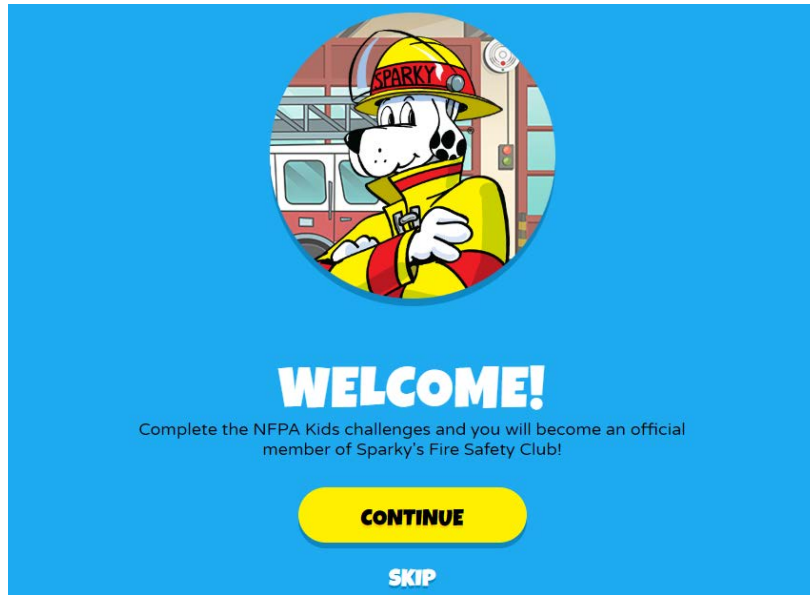 SPARKY
WELCOME!
Complete the NFPA Kids challenges and you will become an official
member of Sparky's Fire Safety Club!
CONTINUE
SKIP